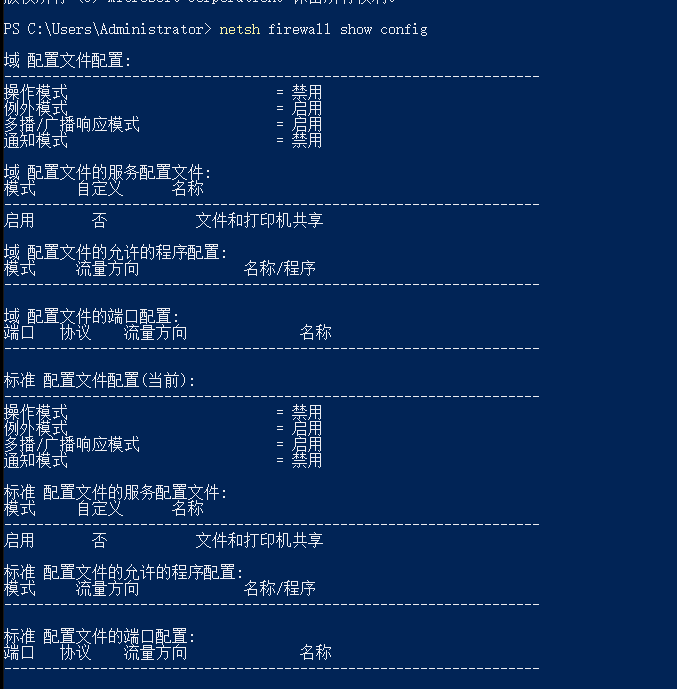 PS C:\Users\Administrator> netsh firewall show config
域 配置文件配置:
-------------------------------------------------------------------
操作模式 = 禁用
例外模式 = 启用
多播/广播响应模式 = 启用
通知模式 = 禁用
域 配置文件的服务配置文件:
模式 自定义 名称
-------------------------------------------------------------------
启用 否 文件和打印机共享
域 配置文件的允许的程序配置:
模式 流量方向 名称/程序
-------------------------------------------------------------------
域 配置文件的端口配置:
端口 协议 流量方向 名称
-------------------------------------------------------------------
标准 配置文件配置(当前):
-------------------------------------------------------------------
操作模式 = 禁用
例外模式 = 启用
多播/广播响应模式 = 启用
通知模式 = 禁用
标准 配置文件的服务配置文件:
模式 自定义 名称
-------------------------------------------------------------------
启用 否 文件和打印机共享
标准 配置文件的允许的程序配置:
模式 流量方向 名称/程序
-------------------------------------------------------------------
标准 配置文件的端口配置:
端口 协议 流量方向 名称
-------------------------------------------------------------------